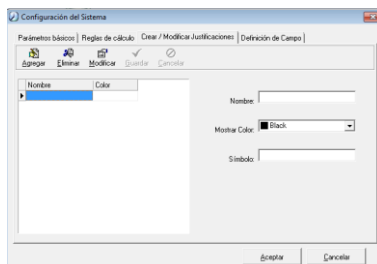 Configuración del Sistema
Parámetros básicos Reglas de cálculo Crear / Modificar Justificaciones Definición de Campo
Agregar Eliminar Modificar Guardar Cancelar
Nombre Color
Nombre:
Mostrar Color: Black
Símbolo:
Aceptar Cancelar